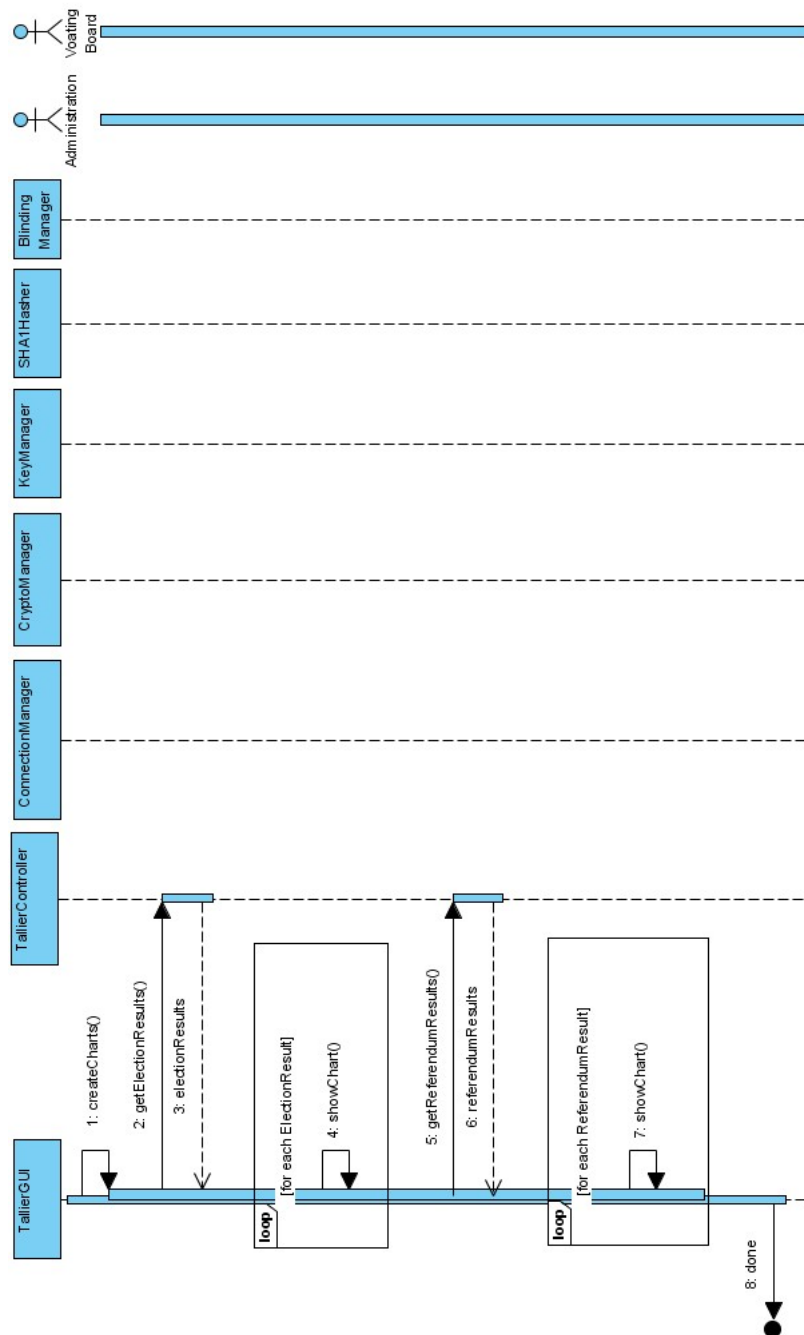 TallierGUI
TallierController
ConnectionManager
CryptoManager
KeyManager
SHA1Hasher
Blinding
Manager
Administration
Voating
Board
1: createCharts()
2: getElectionResults()
3: electionResults
loop
[for each ElectionResult]
4: showChart()
5: getReferendumResults()
6: referendumResults
loop
[for each ReferendumResult]
7: showChart()
8: done